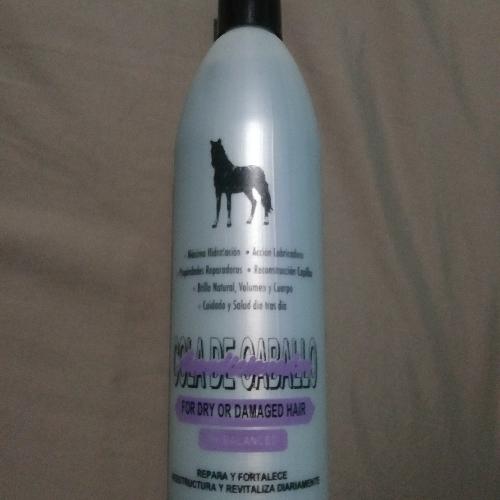 · Máxima Hidratación • Acción Lubricadora
· Propiedades Reparadoras • Reconstrucción Capilar
• Brillo Natural, Volumen y Cuerpo
• Cuidado y Salud día tras día
COLA DE CABALLO
FOR DRY OR DAMAGED HAIR
BALANCED
REPARA Y FORTALECE
REESTRUCTURA Y REVITALIZA DIARIAMENTE